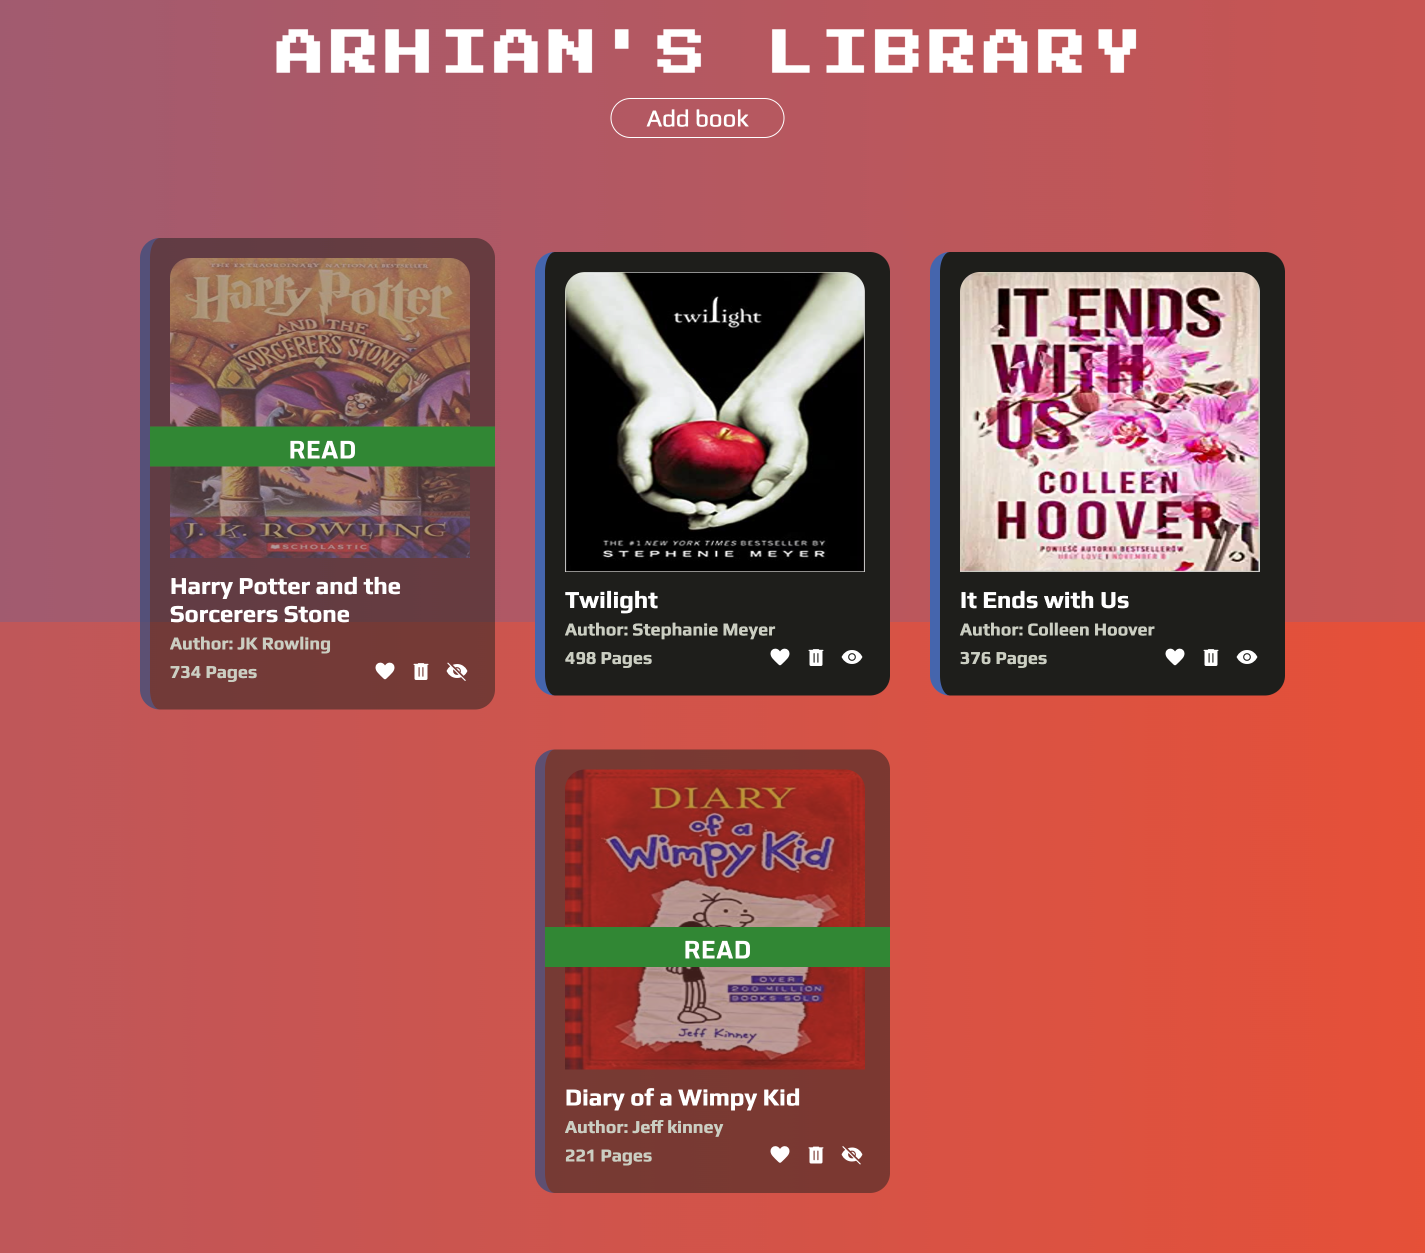 ARHIAN'S LIBRARY
Add book
THE EXTRAORDINARY NATIONAL BESTSELLER
Harry Potter
AND THE
SORCERER'S STONE
READ
J. K. ROWLING
SCHOLASTIC
Harry Potter and the
Sorcerers Stone
Author: JK Rowling
734 Pages
twilight
THE #1 NEW YORK TIMES BESTSELLER BY
STEPHENIE MEYER
Twilight
Author: Stephanie Meyer
498 Pages
IT ENDS
WITH
US
COLLEEN
HOOVER
POWIEŚĆ AUTORKI BESTSELLERÓW
UGLY LOVE I NOVEMBER 9
It Ends with Us
Author: Colleen Hoover
376 Pages
DIARY
of a
Wimpy Kid
READ
OVER
200 MILLION
BOOKS SOLD
Jeff Kinney
Diary of a Wimpy Kid
Author: Jeff kinney
221 Pages